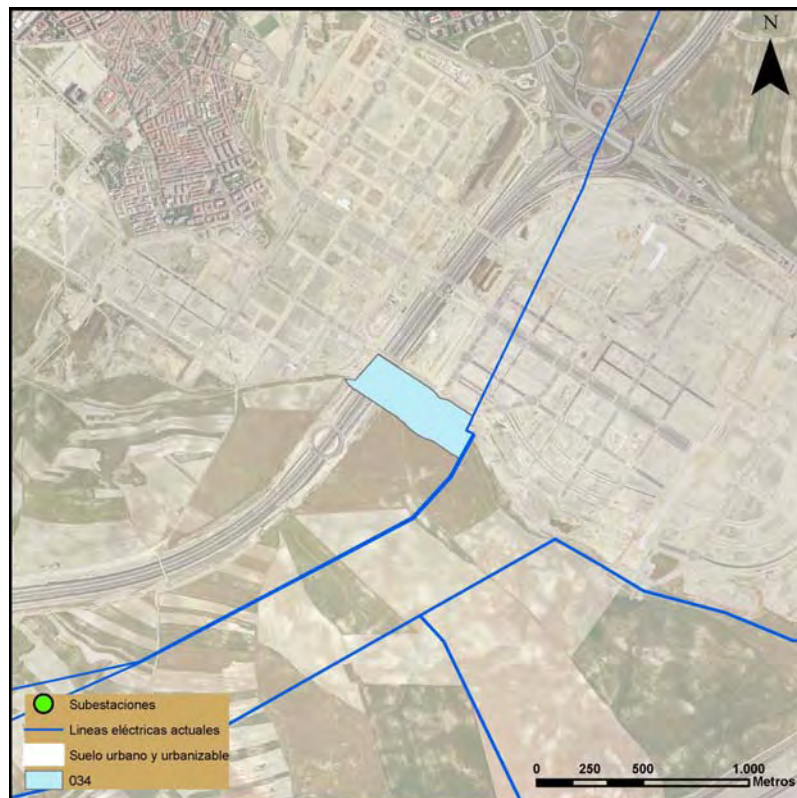 N
Subestaciones
Lineas eléctricas actuales
Suelo urbano y urbanizable
034
0 250 500 1.000
Metros